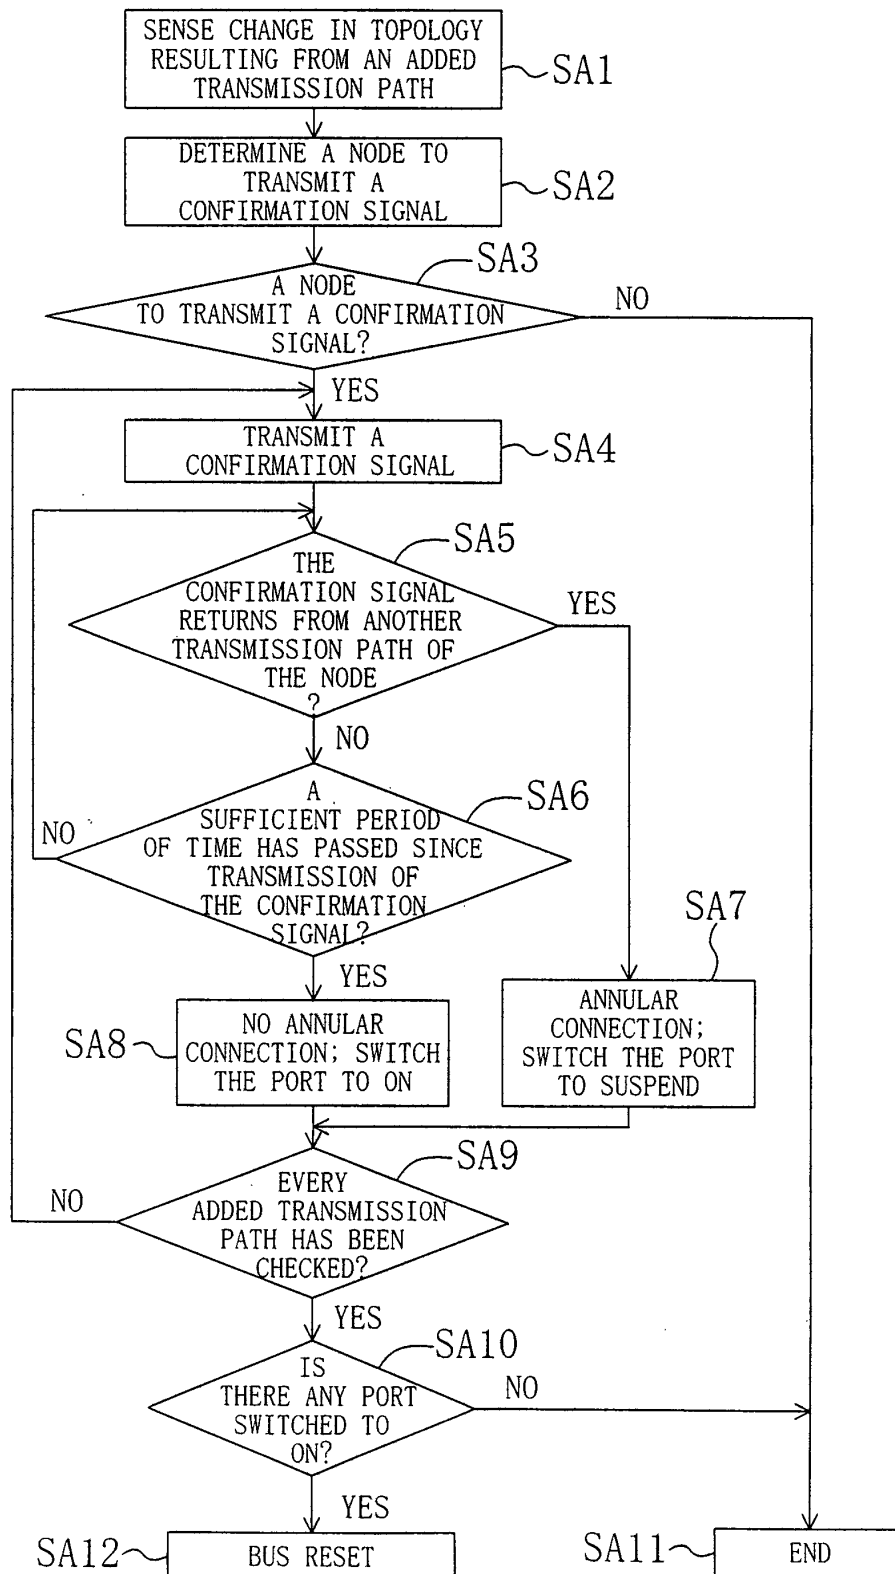 SENSE CHANGE IN TOPOLOGY
RESULTING FROM AN ADDED
TRANSMISSION PATH
SA1
DETERMINE A NODE TO
TRANSMIT A
CONFIRMATION SIGNAL
SA2
SA3
A NODE
TO TRANSMIT A CONFIRMATION
SIGNAL?
NO
YES
TRANSMIT A
CONFIRMATION SIGNAL
SA4
SA5
THE
CONFIRMATION SIGNAL
RETURNS FROM ANOTHER
TRANSMISSION PATH OF
THE NODE
?
YES
NO
SA6
A
SUFFICIENT PERIOD
OF TIME HAS PASSED SINCE
TRANSMISSION OF
THE CONFIRMATION
SIGNAL?
NO
YES
SA7
ANNULAR
CONNECTION;
SWITCH THE PORT
TO SUSPEND
SA8
NO ANNULAR
CONNECTION; SWITCH
THE PORT TO ON
SA9
EVERY
ADDED TRANSMISSION
PATH HAS BEEN
CHECKED?
NO
YES
SA10
IS
THERE ANY PORT
SWITCHED TO
ON?
NO
YES
SA12
BUS RESET
SA11
END